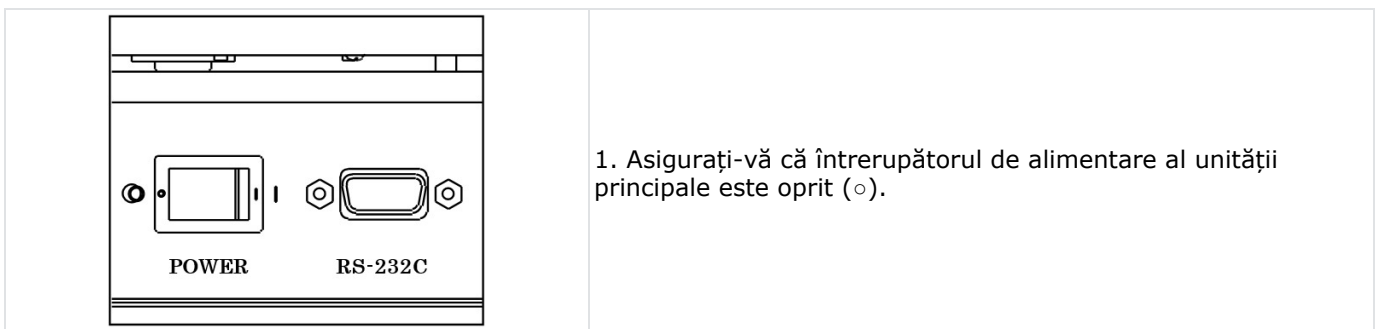 POWER
RS-232C
1. Asigurați-vă că întrerupătorul de alimentare al unității
principale este oprit (○).